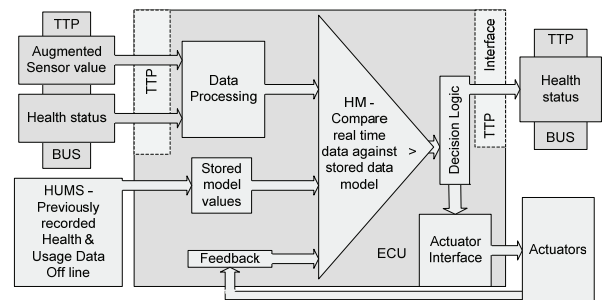 TTP
Augmented
Sensor value
Health status
BUS
HUMS -
Previously
recorded
Health &
Usage Data
Off line
TTP
Data
Processing
Stored
model
values
Feedback
HM -
Compare
real time
data against
stored data
model
>
Decision Logic
ECU
Actuator
Interface
Interface
TTP
TTP
Health
status
BUS
Actuators